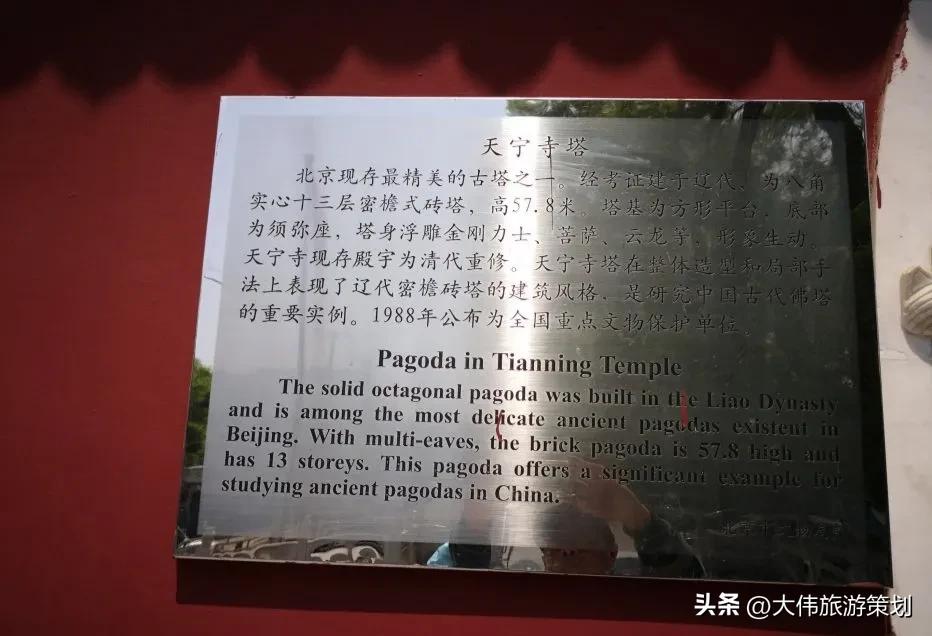 天宁寺塔
北京现存最精美的古塔之一。经考证建于辽代、为八角
实心十三层密檐式砖塔，高57.8米。塔基为方形平台，底部
为须弥座，塔身浮雕金刚力士、菩萨、云龙等，形象生动。
天宁寺现存殿宇为清代重修。天宁寺塔在整体造型和局部手
法上表现了辽代密檐砖塔的建筑风格，是研究中国古代佛塔
的重要实例。1988年公布为全国重点文物保护单位。
Pagoda in Tianning Temple
The solid octagonal pagoda was built in the Liao Dynasty
and is among the most delicate ancient pagodas existent in
Beijing. With multi-eaves, the brick pagoda is 57.8 high and
has 13 storeys. This pagoda offers a significant example for
studying ancient pagodas in China.
北京市文物局
头条 @大伟旅游策划